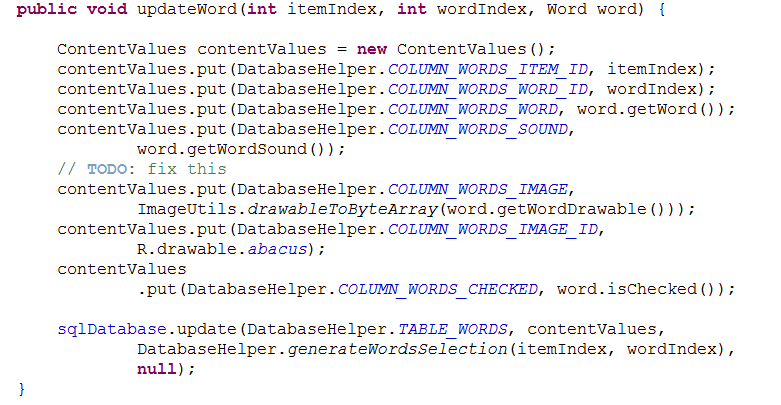 public void updateWord(int itemIndex, int wordIndex, Word word) {
ContentValues contentValues = new ContentValues();
contentValues.put(DatabaseHelper.COLUMN_WORDS_ITEM_ID, itemIndex);
contentValues.put(DatabaseHelper.COLUMN_WORDS_WORD_ID, wordIndex);
contentValues.put(DatabaseHelper.COLUMN_WORDS_WORD, word.getWord());
contentValues.put(DatabaseHelper.COLUMN_WORDS_SOUND,
word.getWordSound());
// TODO: fix this
contentValues.put(DatabaseHelper.COLUMN_WORDS_IMAGE,
ImageUtils.drawableToByteArray(word.getWordDrawable()));
contentValues.put(DatabaseHelper.COLUMN_WORDS_IMAGE_ID,
R.drawable.abacus);
contentValues
.put(DatabaseHelper.COLUMN_WORDS_CHECKED, word.isChecked());
sqlDatabase.update(DatabaseHelper.TABLE_WORDS, contentValues,
DatabaseHelper.generateWordsSelection(itemIndex, wordIndex),
null);
}